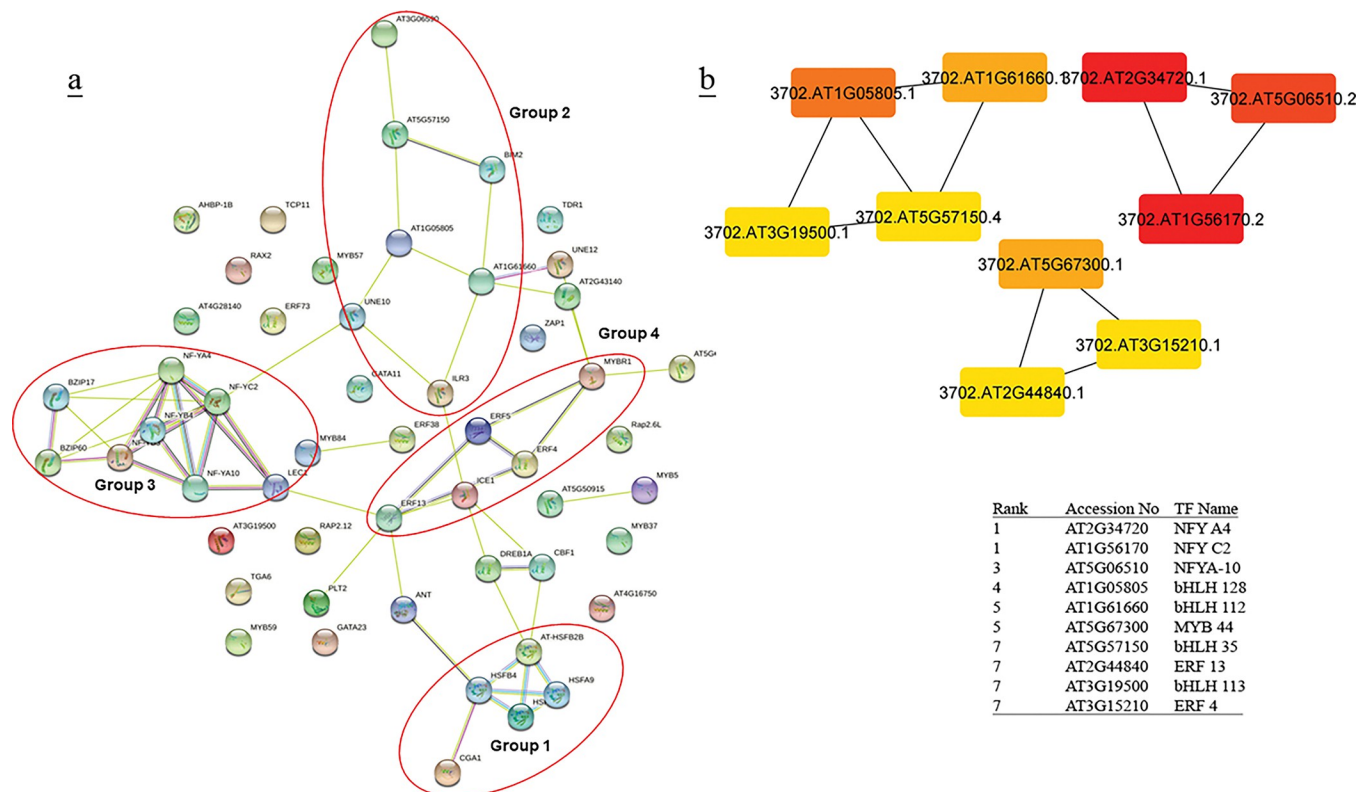 a
AT3G06590
Group 2
AT5G57150
BIM2
AHBP-1B
TCP11
TDR1
AT1G05805
RAX2
MYB57
UNE12
AT1G61660
AT2G43140
AT4G28140
ERF73
UNE10
ZAP1
Group 4
NF-YA4
MYBR1
BZIP17
NF-YC2
GATA11
ILR3
NF-YB4
ERF5
ERF38
Rap2.6L
BZIP60
MYB84
ERF4
Group 3
NF-YA10
LEC1
ICE1
ERF13
AT5G50915
MYB5
AT3G19500
RAP2.12
MYB37
DREB1A
CBF1
TGA6
PLT2
ANT
AT4G16750
MYB59
GATA23
AT-HSFB2B
HSFB4
HSFA9
Group 1
CGA1
b
3702.AT1G05805.1
3702.AT1G61660.
3702.AT2G34720.1
3702.AT5G06510.2
3702.AT3G19500.1
3702.AT5G57150.4
3702.AT1G56170.2
3702.AT5G67300.1
3702.AT3G15210.1
3702.AT2G44840.1
Rank Accession No TF Name
1 AT2G34720 NFY A4
1 AT1G56170 NFY C2
3 AT5G06510 NFYA-10
4 AT1G05805 bHLH 128
5 AT1G61660 bHLH 112
5 AT5G67300 MYB 44
7 AT5G57150 bHLH 35
7 AT2G44840 ERF 13
7 AT3G19500 bHLH 113
7 AT3G15210 ERF 4